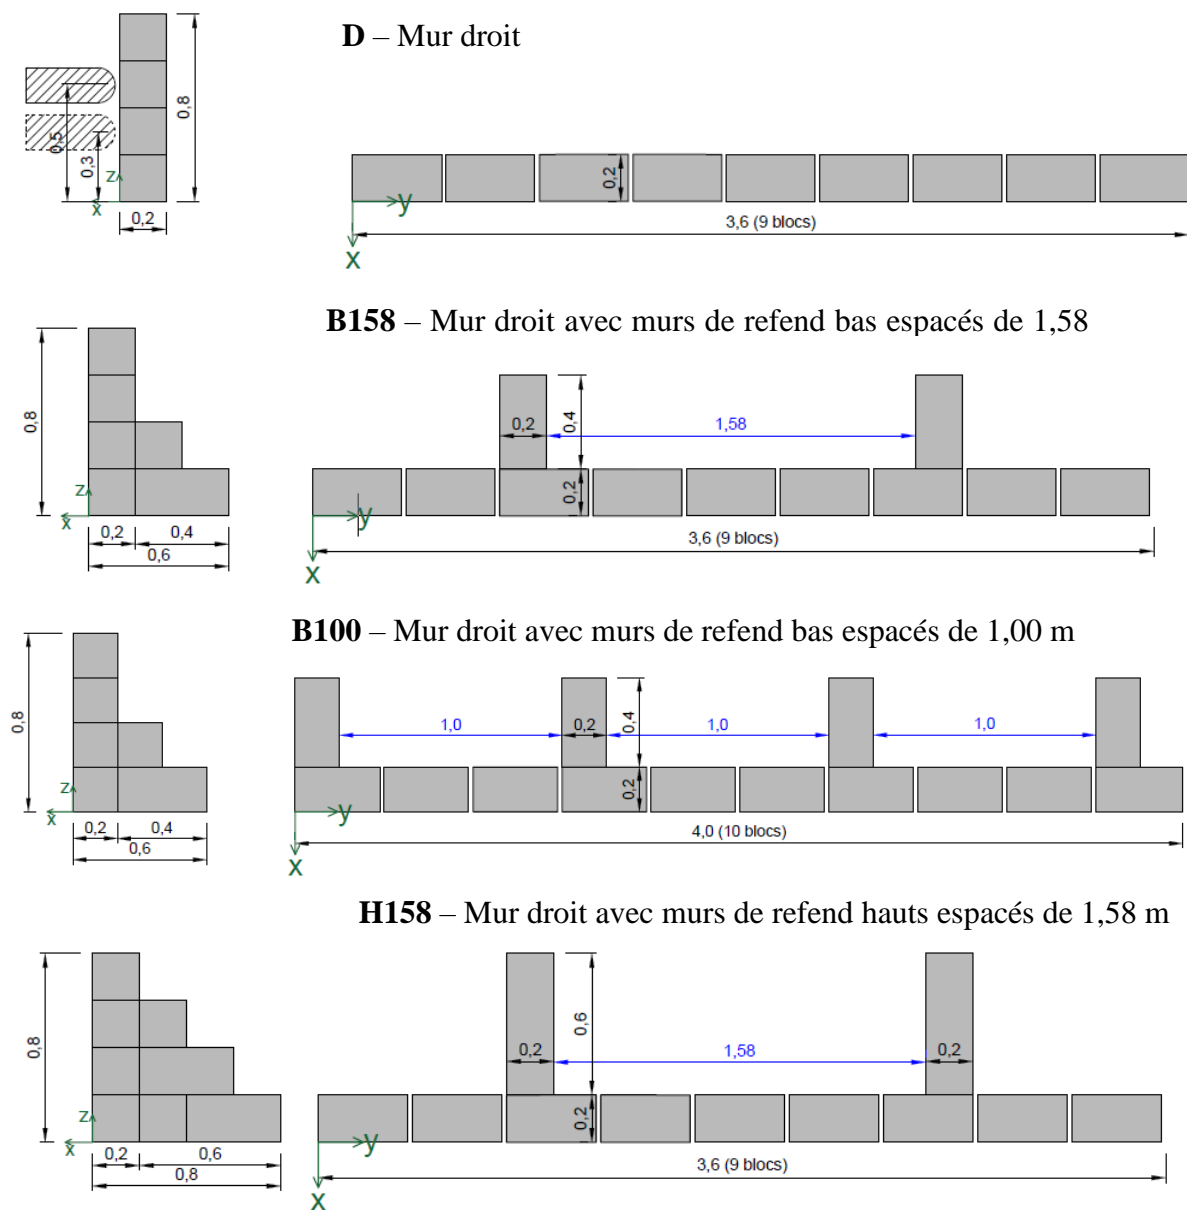 D – Mur droit
0,8
0,5
0,3
z
x
0,2
0,2
y
3,6 (9 blocs)
x
B158 – Mur droit avec murs de refend bas espacés de 1,58
0,8
z
x
0,2
0,4
0,6
0,2
0,4
1,58
0,2
y
3,6 (9 blocs)
x
B100 – Mur droit avec murs de refend bas espacés de 1,00 m
0,8
z
x
0,2
0,4
0,6
1,0
0,2
0,4
1,0
1,0
0,2
y
4,0 (10 blocs)
x
H158 – Mur droit avec murs de refend hauts espacés de 1,58 m
0,8
z
x
0,2
0,6
0,8
0,2
0,6
1,58
0,2
0,2
y
3,6 (9 blocs)
x